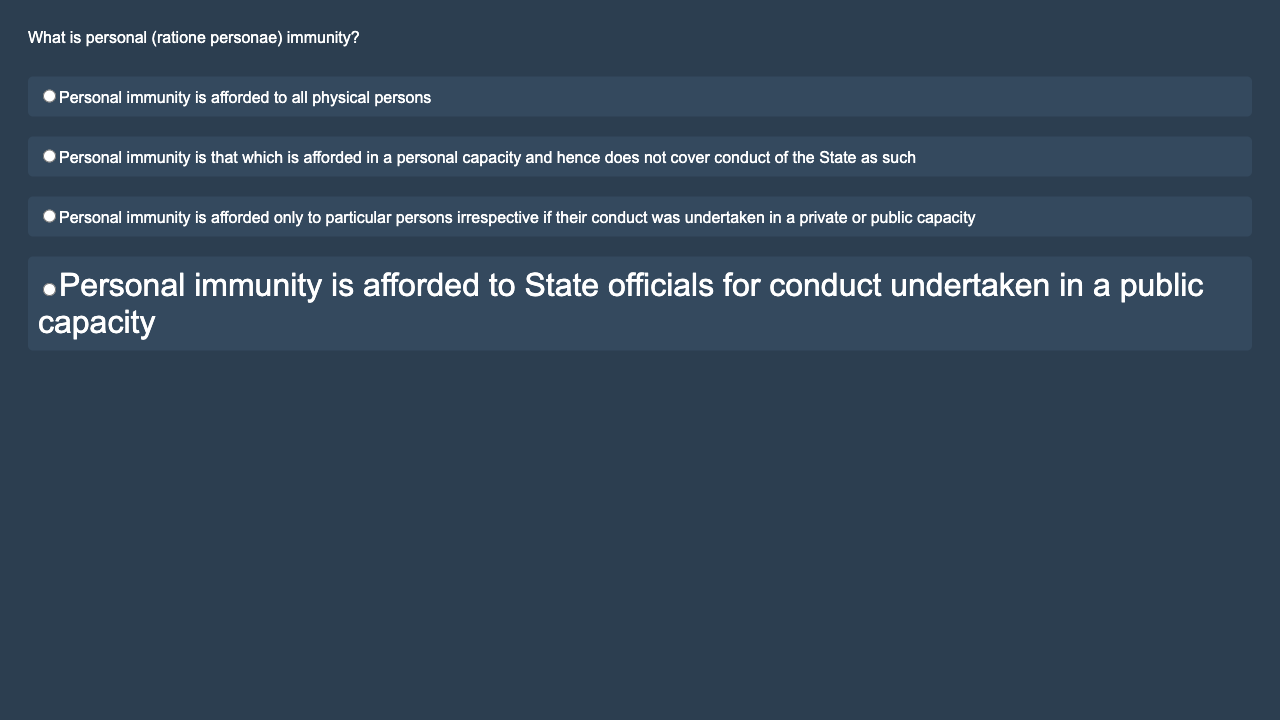 What is personal (ratione personae) immunity?
Personal immunity is afforded to all physical persons
Personal immunity is that which is afforded in a personal capacity and hence does not cover conduct of the State as such
Personal immunity is afforded only to particular persons irrespective if their conduct was undertaken in a private or public capacity
Personal immunity is afforded to State officials for conduct undertaken in a public
capacity